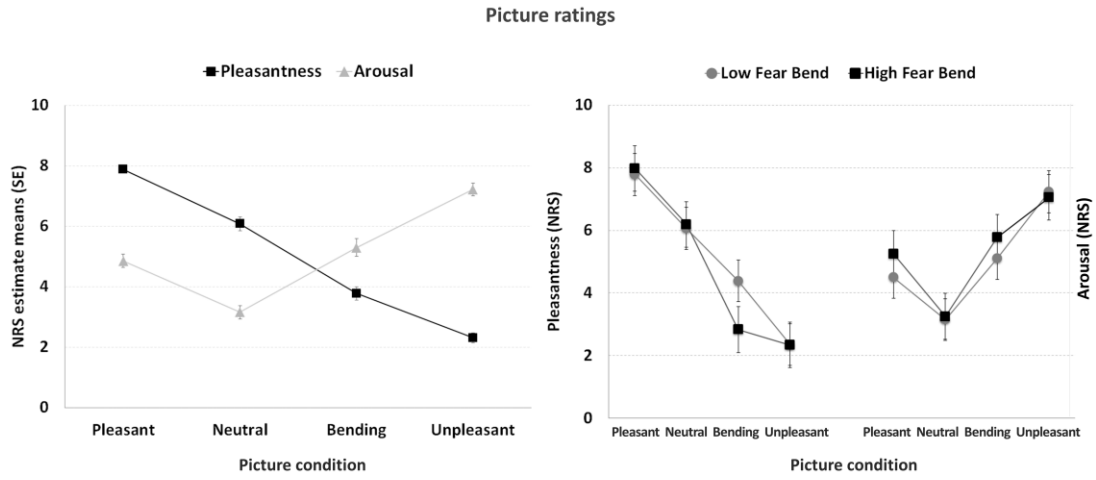 Picture ratings
Pleasantness Arousal
NRS estimate means (SE)
10
8
6
4
2
0
Pleasant Neutral Bending Unpleasant
Picture condition
Low Fear Bend High Fear Bend
Pleasantness (NRS)
10
8
6
4
2
0
Arousal (NRS)
Pleasant Neutral Bending Unpleasant Pleasant Neutral Bending Unpleasant
Picture condition